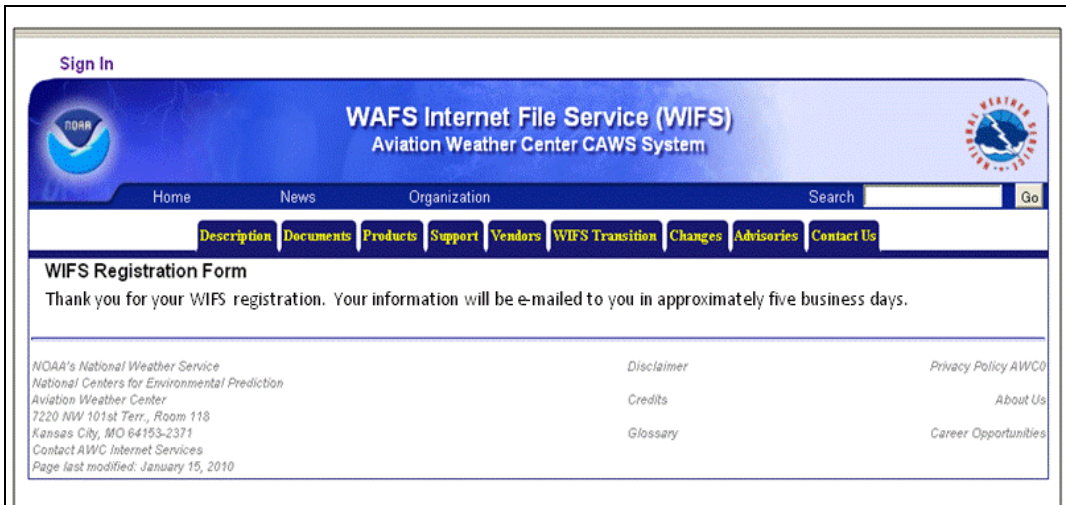 Sign In
NOAA
WAFS Internet File Service (WIFS)
Aviation Weather Center CAWS System
NATIONAL WEATHER SERVICE
Home News Organization Search Go
Description Documents Products Support Vendors WIFS Transition Changes Advisories Contact Us
WIFS Registration Form
Thank you for your WIFS registration. Your information will be e-mailed to you in approximately five business days.
NOAA's National Weather Service Disclaimer Privacy Policy AWC0
National Centers for Environmental Prediction
Aviation Weather Center Credits About Us
7220 NW 101st Terr., Room 118
Kansas City, MO 64153-2371 Glossary Career Opportunities
Contact AWC Internet Services
Page last modified: January 15, 2010